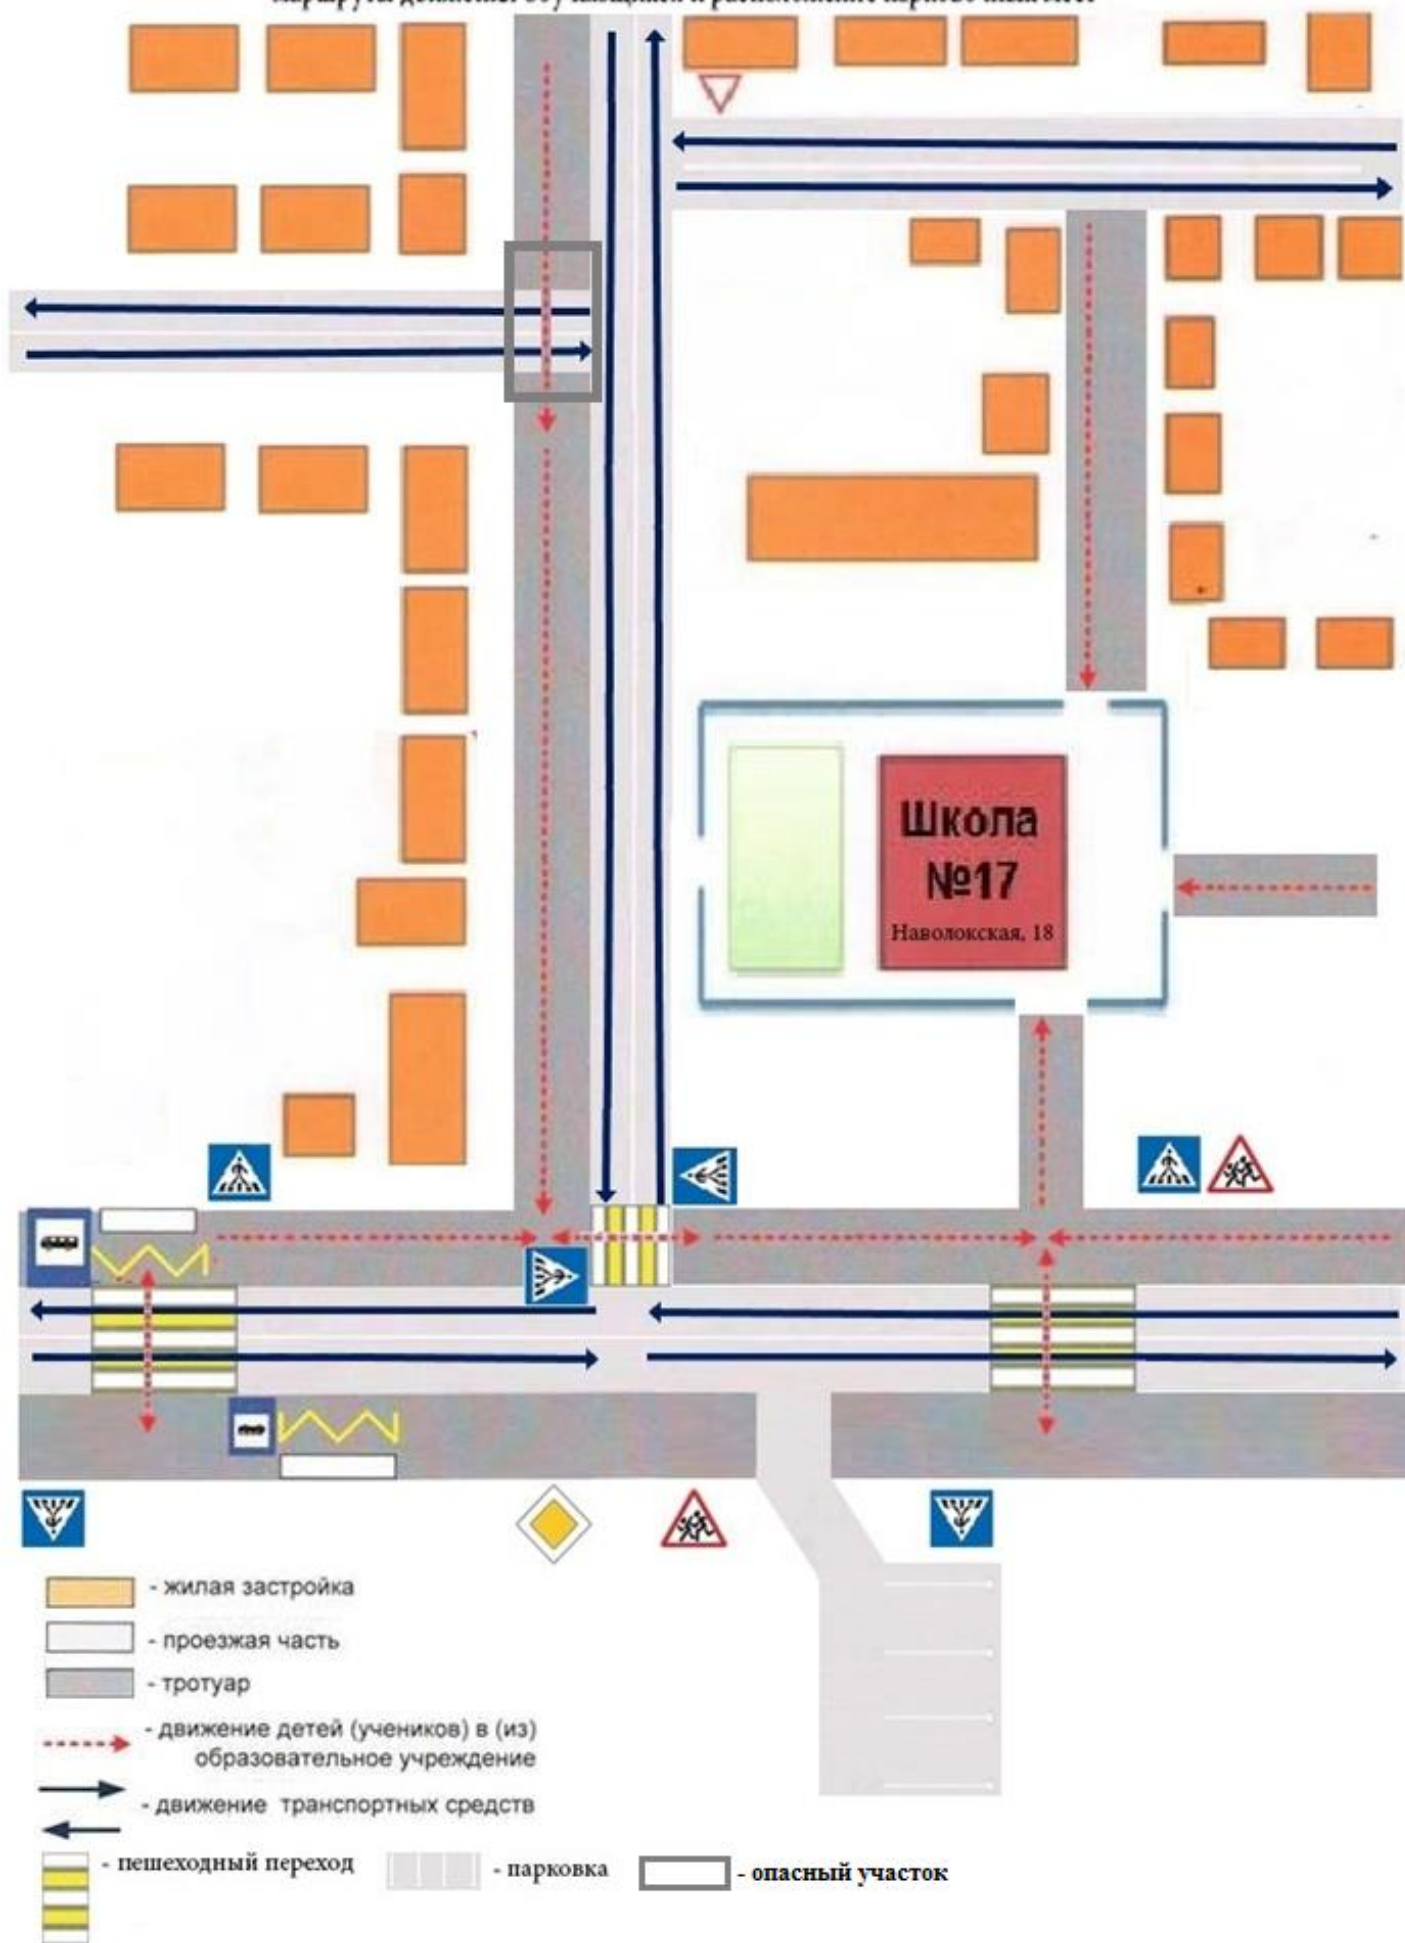 и расположение
Школа
№17
Наволокская, 18
- жилая застройка
- проезжая часть
- тротуар
- движение детей (учеников) в (из)
образовательное учреждение
- движение транспортных средств
- пешеходный переход
- парковка
- опасный участок